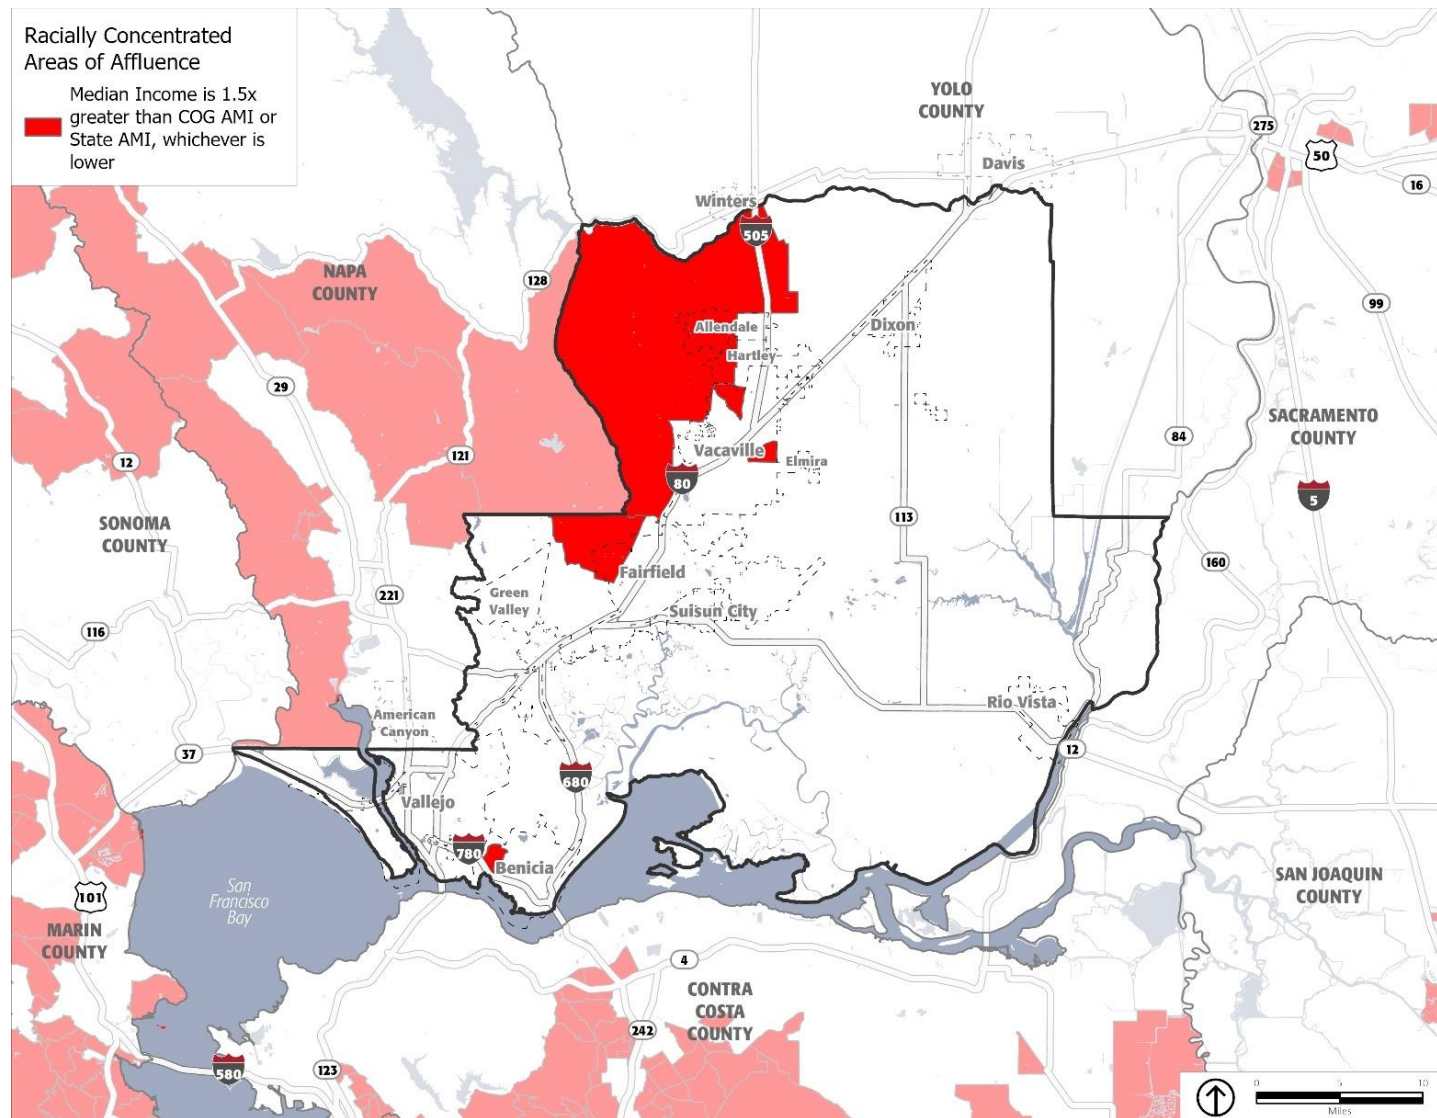 Racially Concentrated
Areas of Affluence
Median Income is 1.5x
greater than COG AMI or
State AMI, whichever is
lower
YOLO
COUNTY
275
50
Davis
16
Winters
505
NAPA
COUNTY
128
99
Allendale
Dixon
Hartley
29
SACRAMENTO
COUNTY
84
121
Vacaville
12
Elmira
80
5
SONOMA
COUNTY
113
160
Fairfield
Green
Valley
221
Suisun City
116
Rio Vista
American
Canyon
37
12
680
Vallejo
780
Benicia
San
Francisco
Bay
101
SAN JOAQUIN
COUNTY
MARIN
COUNTY
4
CONTRA
COSTA
COUNTY
242
580
123
0 5 10
Miles